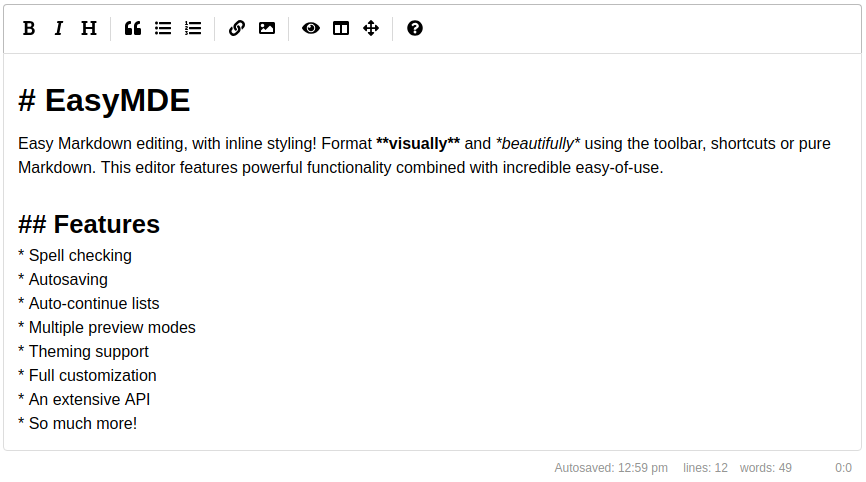 B I H
# EasyMDE
Easy Markdown editing, with inline styling! Format **visually** and *beautifully* using the toolbar, shortcuts or pure
Markdown. This editor features powerful functionality combined with incredible easy-of-use.
## Features
* Spell checking
* Autosaving
* Auto-continue lists
* Multiple preview modes
* Theming support
* Full customization
* An extensive API
* So much more!
Autosaved: 12:59 pm lines: 12 words: 49 0:0